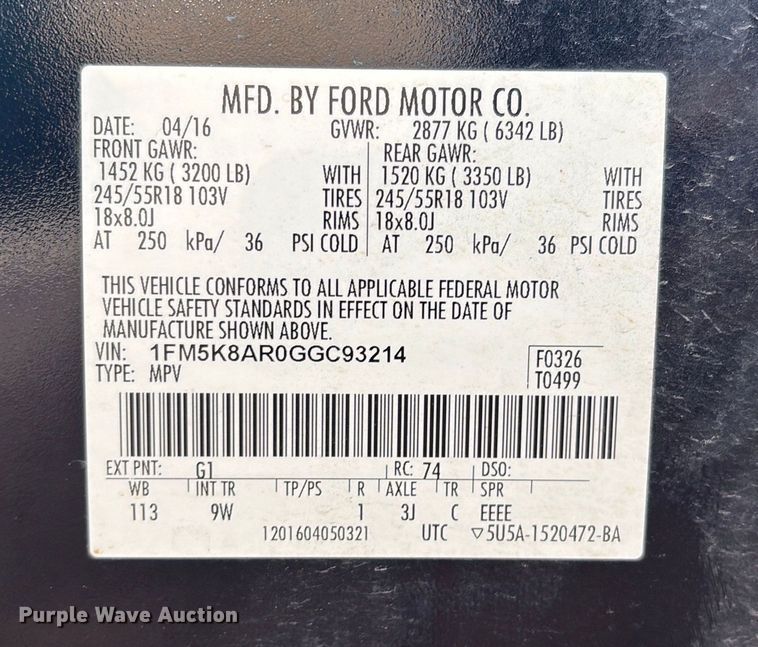 MFD. BY FORD MOTOR CO.
DATE: 04/16 GVWR: 2877 KG ( 6342 LB)
FRONT GAWR: REAR GAWR:
1452 KG ( 3200 LB) WITH 1520 KG ( 3350 LB) WITH
245/55R18 103V TIRES 245/55R18 103V TIRES
18x8.0J RIMS 18x8.0J RIMS
AT 250 kPa/ 36 PSI COLD AT 250 kPa/ 36 PSI COLD
THIS VEHICLE CONFORMS TO ALL APPLICABLE FEDERAL MOTOR
VEHICLE SAFETY STANDARDS IN EFFECT ON THE DATE OF
MANUFACTURE SHOWN ABOVE.
VIN: 1FM5K8AR0GGC93214 F0326
TYPE: MPV T0499
EXT PNT: G1 RC: 74 DSO:
WB INT TR TP/PS R AXLE TR SPR
113 9W 1 3J C EEEE
1201604050321 UTC ▽5U5A-1520472-BA
Purple Wave Auction